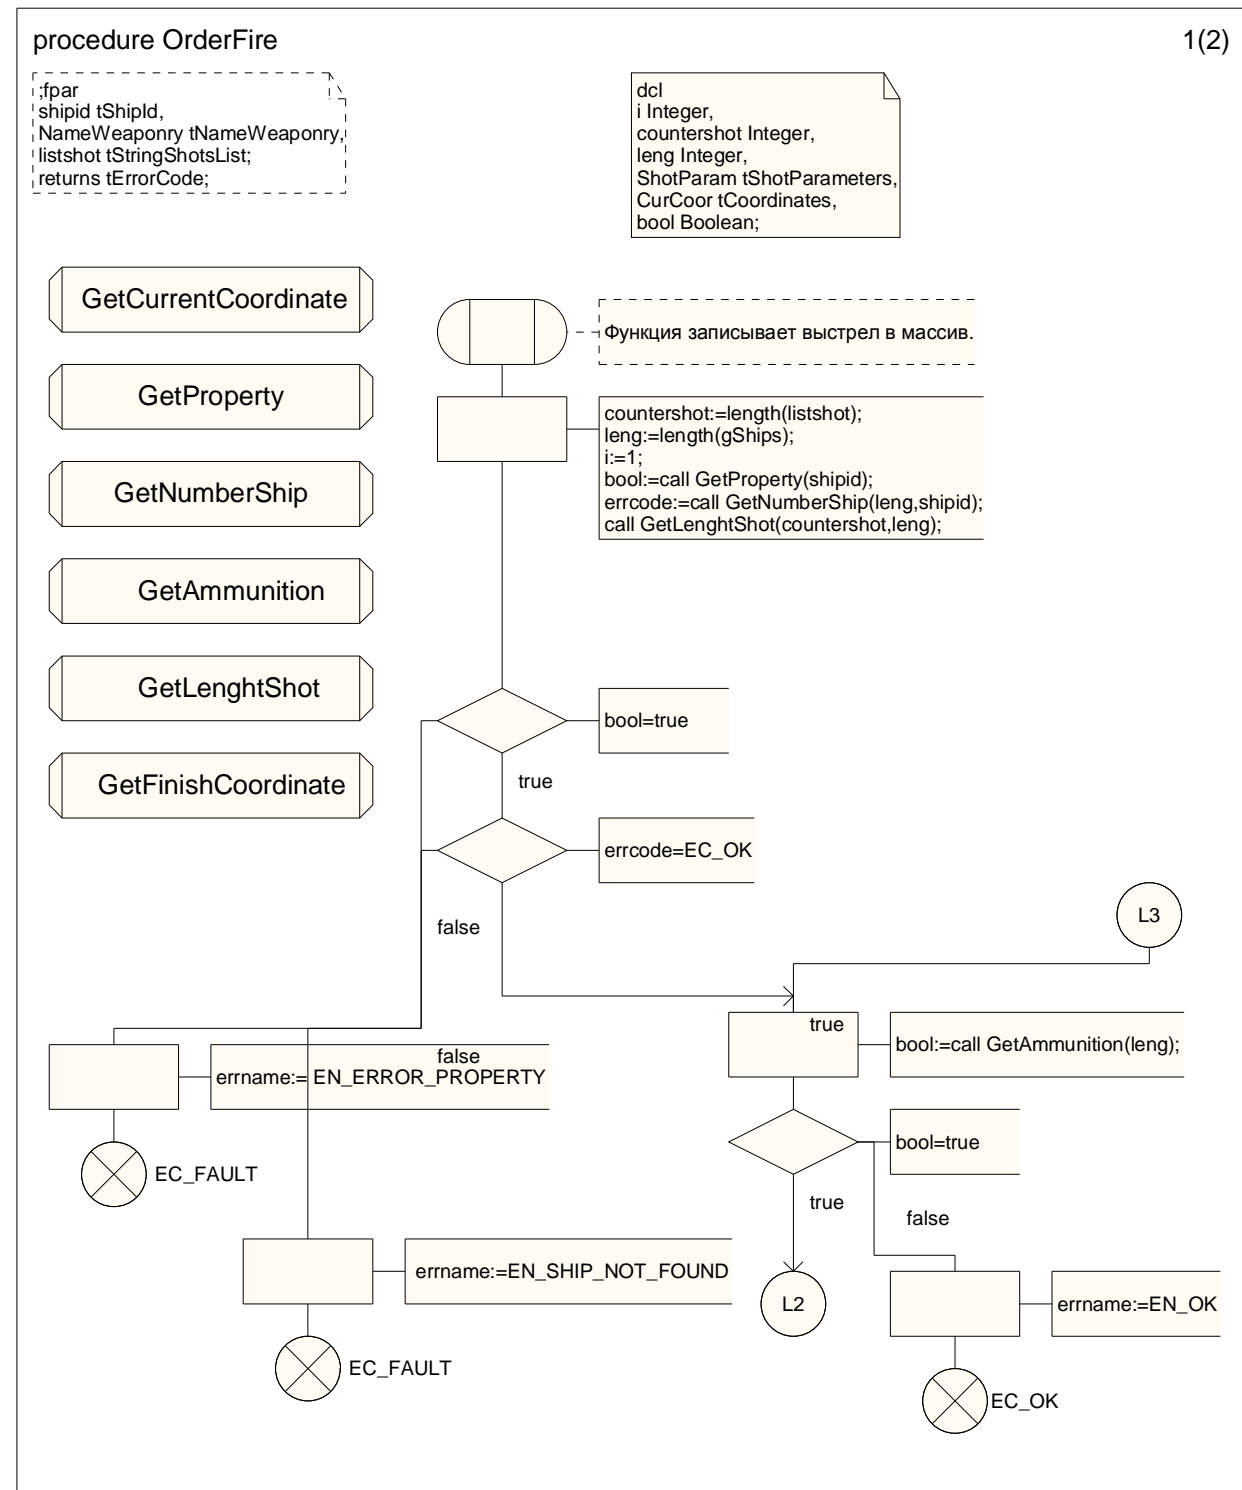 procedure OrderFire
1(2)
;fpar
shipid tShipId,
NameWeaponry tNameWeaponry,
listshot tStringShotsList;
returns tErrorCode;
dcl
i Integer,
countershot Integer,
leng Integer,
ShotParam tShotParameters,
CurCoor tCoordinates,
bool Boolean;
GetCurrentCoordinate
GetProperty
GetNumberShip
GetAmmunition
GetLenghtShot
GetFinishCoordinate
Функция записывает выстрел в массив.
countershot:=length(listshot);
leng:=length(gShips);
i:=1;
bool:=call GetProperty(shipid);
errcode:=call GetNumberShip(leng,shipid);
call GetLenghtShot(countershot,leng);
bool=true
true
errcode=EC_OK
false
L3
true
bool:=call GetAmmunition(leng);
false
errname:= EN_ERROR_PROPERTY
bool=true
EC_FAULT
true
false
errname:=EN_SHIP_NOT_FOUND
L2
errname:=EN_OK
EC_FAULT
EC_OK